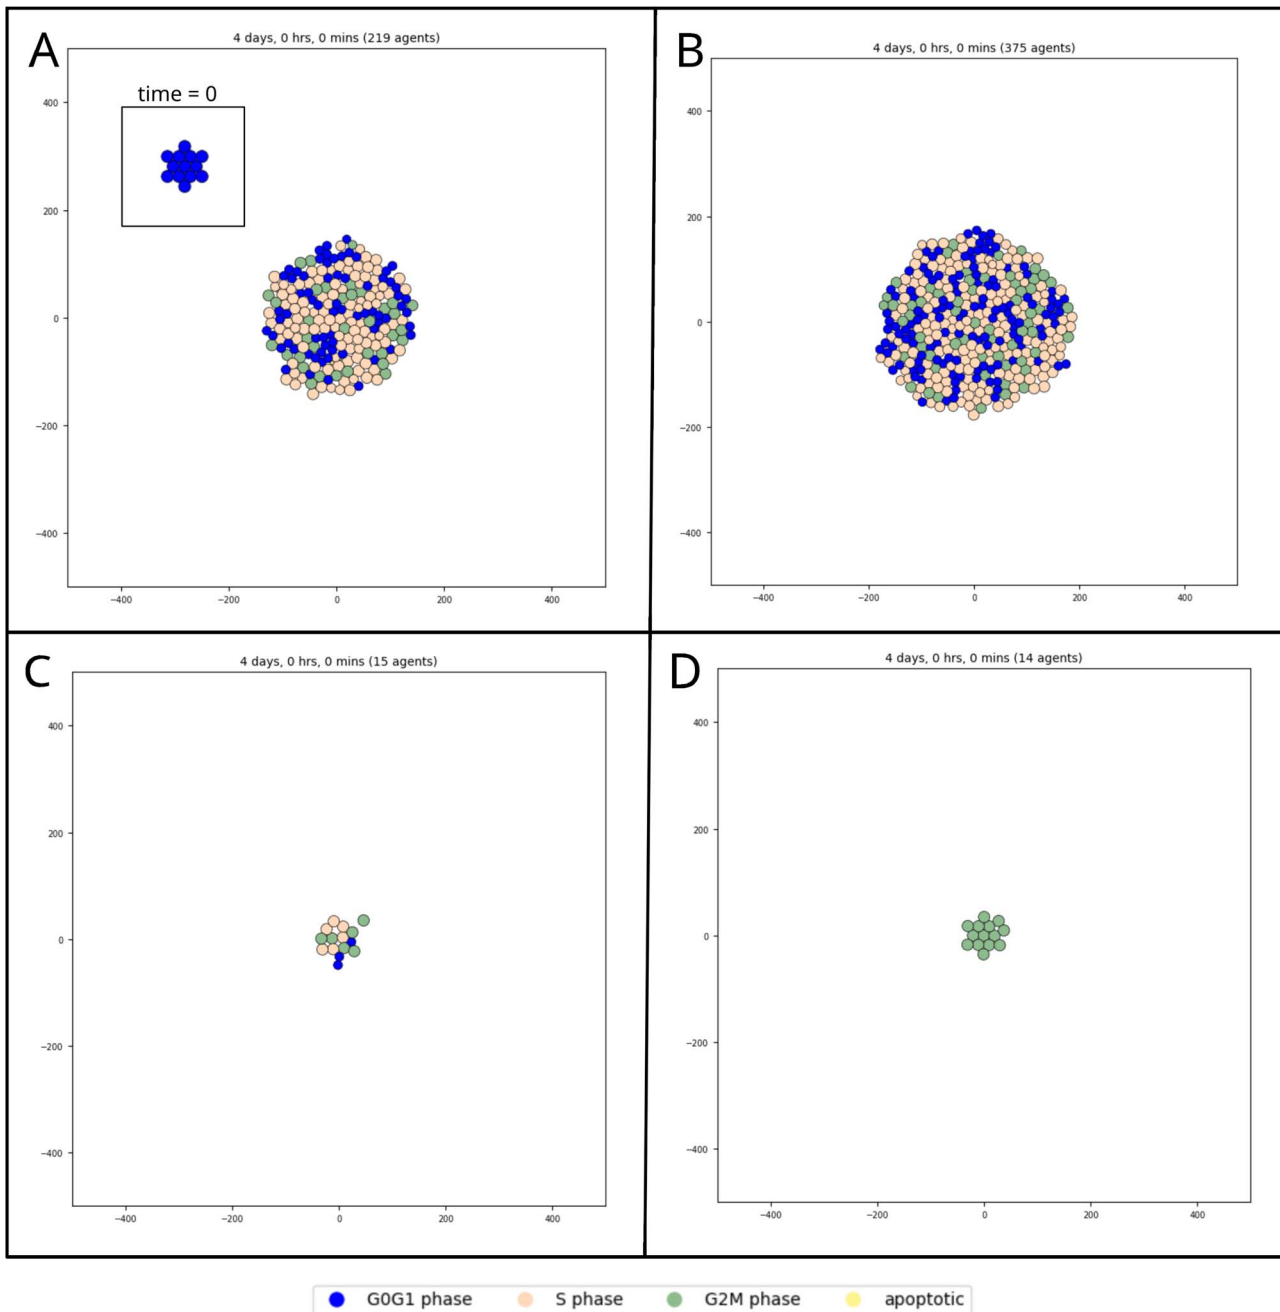 A
4 days, 0 hrs, 0 mins (219 agents)
time = 0
400
200
0
−200
−400
−400 −200 0 200 400
B
4 days, 0 hrs, 0 mins (375 agents)
400
200
0
−200
−400
−400 −200 0 200 400
C
4 days, 0 hrs, 0 mins (15 agents)
400
200
0
−200
−400
−400 −200 0 200 400
D
4 days, 0 hrs, 0 mins (14 agents)
400
200
0
−200
−400
−400 −200 0 200 400
G0G1 phase S phase G2M phase apoptotic